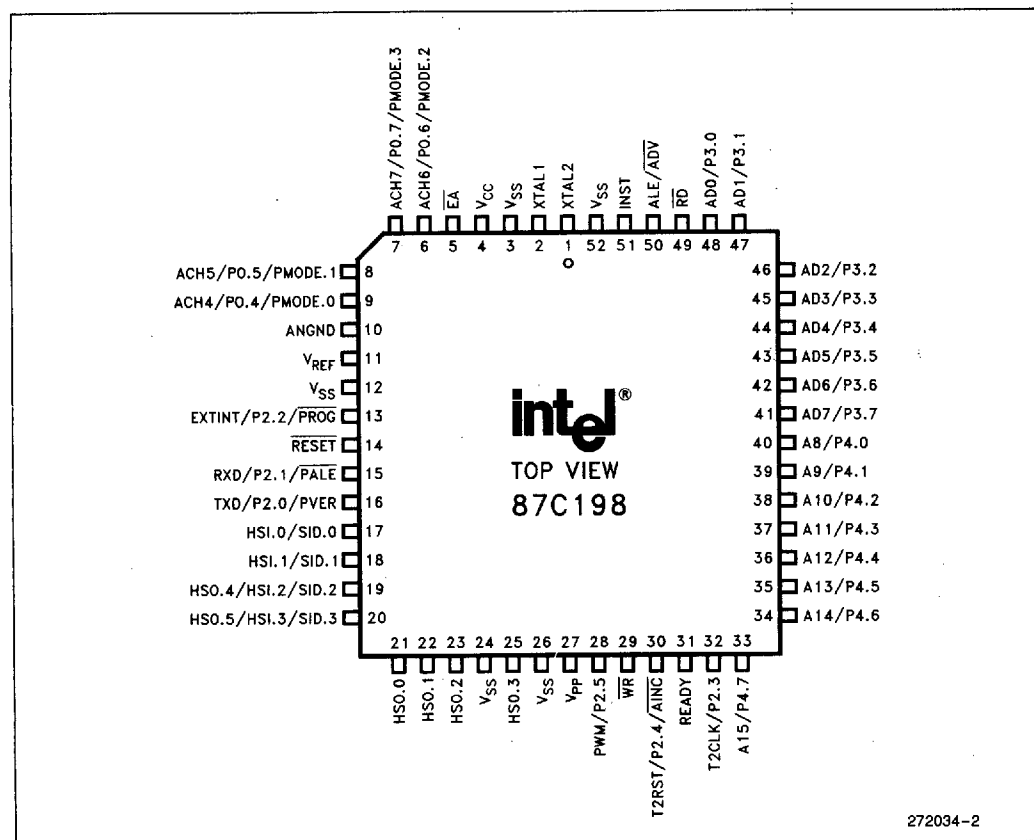 ACH7/P0.7/PMODE.3
ACH6/P0.6/PMODE.2
EA
VCC
VSS
XTAL1
XTAL2
VSS
INST
ALE/ADV
RD
AD0/P3.0
AD1/P3.1
7 6 5 4 3 2 1 52 51 50 49 48 47
ACH5/P0.5/PMODE.1 8
ACH4/P0.4/PMODE.0 9
ANGND 10
VREF 11
VSS 12
EXTINT/P2.2/PROG 13
RESET 14
RXD/P2.1/PALE 15
TXD/P2.0/PVER 16
HSI.0/SID.0 17
HSI.1/SID.1 18
HSO.4/HSI.2/SID.2 19
HSO.5/HSI.3/SID.3 20
intel®
TOP VIEW
87C198
46 AD2/P3.2
45 AD3/P3.3
44 AD4/P3.4
43 AD5/P3.5
42 AD6/P3.6
41 AD7/P3.7
40 A8/P4.0
39 A9/P4.1
38 A10/P4.2
37 A11/P4.3
36 A12/P4.4
35 A13/P4.5
34 A14/P4.6
21 22 23 24 25 26 27 28 29 30 31 32 33
HSO.0
HSO.1
HSO.2
VSS
HSO.3
VSS
VPP
PWM/P2.5
WR
T2RST/P2.4/AINC
READY
T2CLK/P2.3
A15/P4.7
272034-2